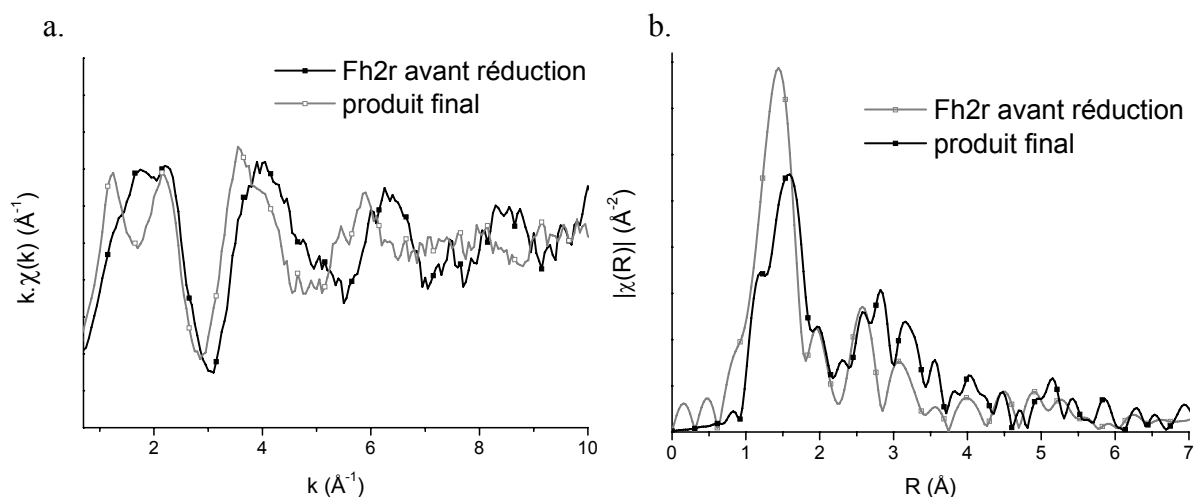 a.
Fh2r avant réduction
produit final
k.χ(k) (Å⁻¹)
2
4
6
8
10
k (Å⁻¹)
b.
Fh2r avant réduction
produit final
|χ(R)| (Å⁻²)
0
1
2
3
4
5
6
7
R (Å)